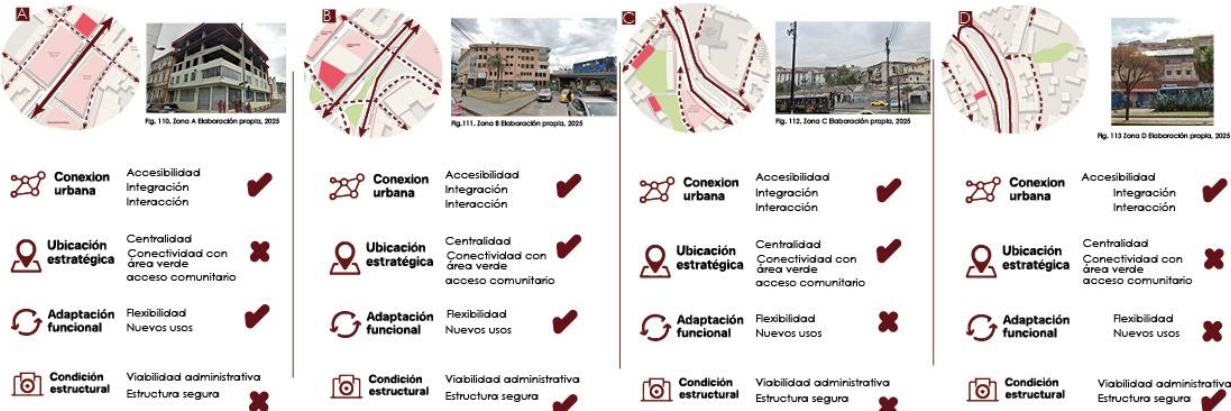 A
Fig. 110. Zona A Elaboración propia, 2025
Conexion
urbana
Accesibilidad
Integración
Interacción
Ubicación
estratégica
Centralidad
Conectividad con
área verde
acceso comunitario
Adaptación
funcional
Flexibilidad
Nuevos usos
Condición
estructural
Viabilidad administrativa
Estructura segura
B
Fig.111. Zona B Elaboración propia, 2025
Conexion
urbana
Accesibilidad
Integración
Interacción
Ubicación
estratégica
Centralidad
Conectividad con
área verde
acceso comunitario
Adaptación
funcional
Flexibilidad
Nuevos usos
Condición
estructural
Viabilidad administrativa
Estructura segura
C
Fig. 112. Zona C Elaboración propia, 2025
Conexion
urbana
Accesibilidad
Integración
Interacción
Ubicación
estratégica
Centralidad
Conectividad con
área verde
acceso comunitario
Adaptación
funcional
Flexibilidad
Nuevos usos
Condición
estructural
Viabilidad administrativa
Estructura segura
D
Fig. 113 Zona D Elaboración propia, 2025
Conexion
urbana
Accesibilidad
Integración
Interacción
Ubicación
estratégica
Centralidad
Conectividad con
área verde
acceso comunitario
Adaptación
funcional
Flexibilidad
Nuevos usos
Condición
estructural
Viabilidad administrativa
Estructura segura